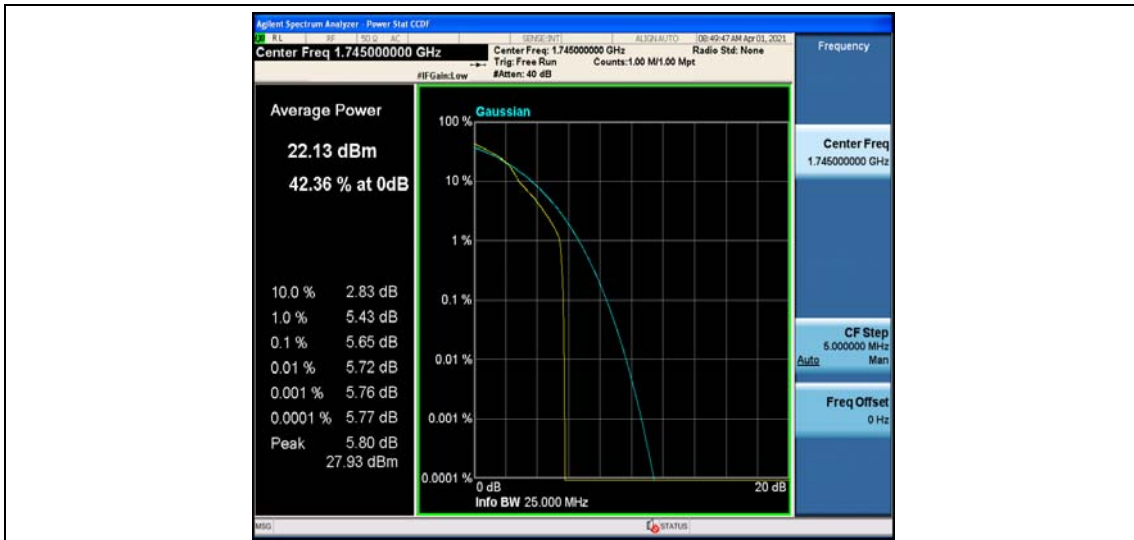 Agilent Spectrum Analyzer - Power Stat CCDF
RL RF 50 Ω AC SENSE:INT ALIGN AUTO 08:49:47 AM Apr 01, 2021
Center Freq 1.745000000 GHz
Center Freq: 1.745000000 GHz Radio Std: None
Trig: Free Run Counts:1.00 M/1.00 Mpt
#IFGain:Low #Atten: 40 dB
Frequency
Average Power
22.13 dBm
42.36 % at 0dB
10.0 % 2.83 dB
1.0 % 5.43 dB
0.1 % 5.65 dB
0.01 % 5.72 dB
0.001 % 5.76 dB
0.0001 % 5.77 dB
Peak 5.80 dB
27.93 dBm
Gaussian
100 %
10 %
1 %
0.1 %
0.01 %
0.001 %
0.0001 %
0 dB 20 dB
Info BW 25.000 MHz
Center Freq
1.745000000 GHz
CF Step
5.000000 MHz
Auto Man
Freq Offset
0 Hz
MSG STATUS